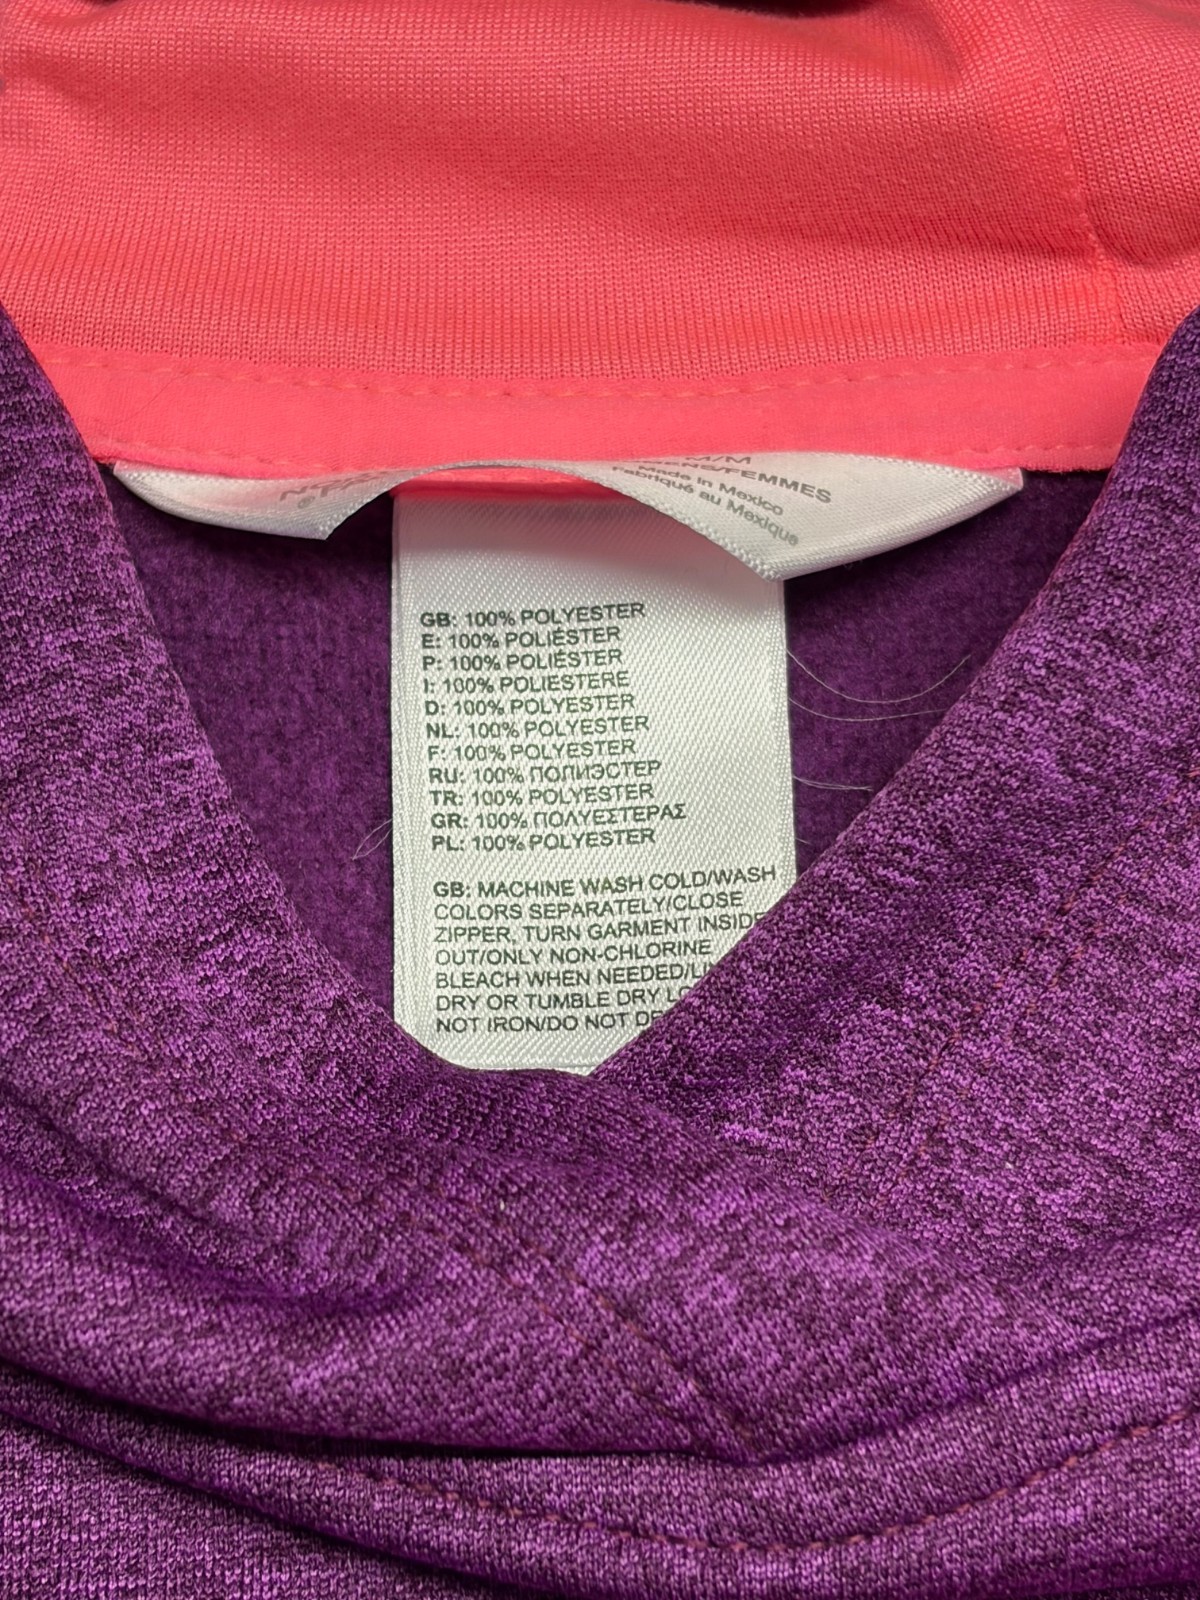 M/M
WOMENS/FEMMES
Made in Mexico
Fabriqué au Mexique
GB: 100% POLYESTER
E: 100% POLIÉSTER
P: 100% POLIÉSTER
I: 100% POLIESTERE
D: 100% POLYESTER
NL: 100% POLYESTER
F: 100% POLYESTER
RU: 100% ПОЛИЭСТЕР
TR: 100% POLYESTER
GR: 100% ΠΟΛΥΕΣΤΕΡΑΣ
PL: 100% POLYESTER
GB: MACHINE WASH COLD/WASH
COLORS SEPARATELY/CLOSE
ZIPPER, TURN GARMENT INSIDE
OUT/ONLY NON-CHLORINE
BLEACH WHEN NEEDED/
DRY OR TUMBLE DRY
NOT IRON/DO NOT